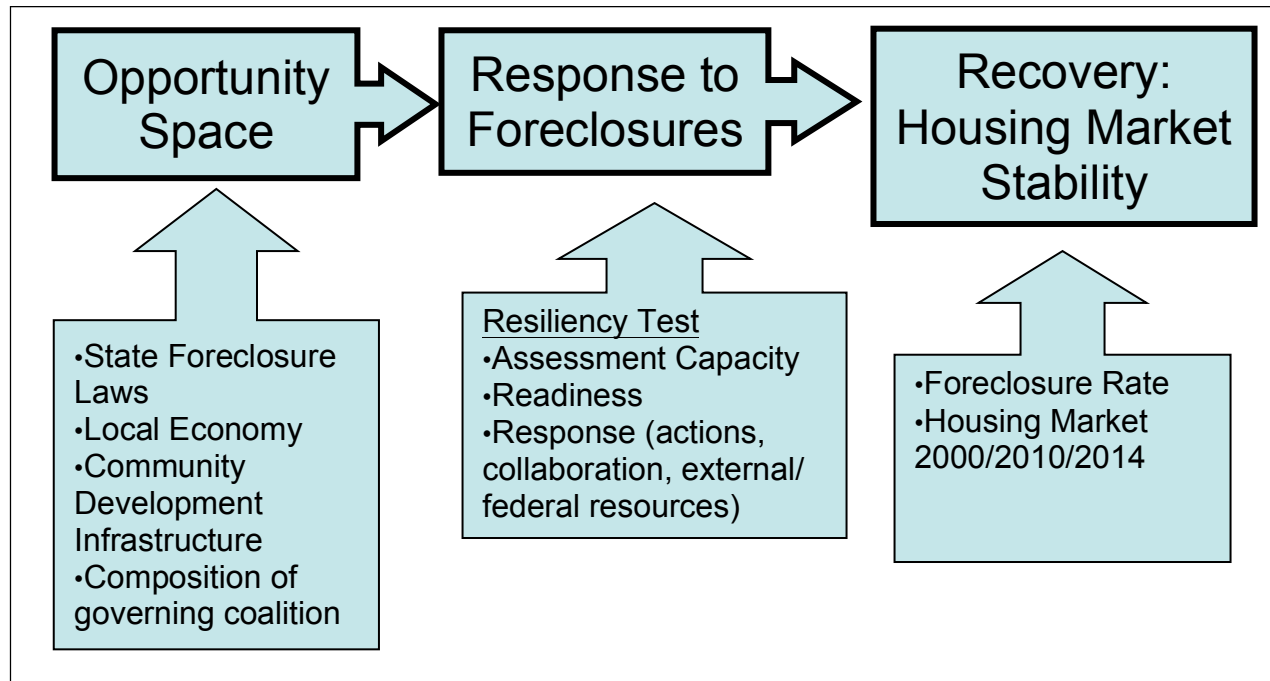 Opportunity
Space
Response to
Foreclosures
Recovery:
Housing Market
Stability
•State Foreclosure
Laws
•Local Economy
•Community
Development
Infrastructure
•Composition of
governing coalition
Resiliency Test
•Assessment Capacity
•Readiness
•Response (actions,
collaboration, external/
federal resources)
•Foreclosure Rate
•Housing Market
2000/2010/2014